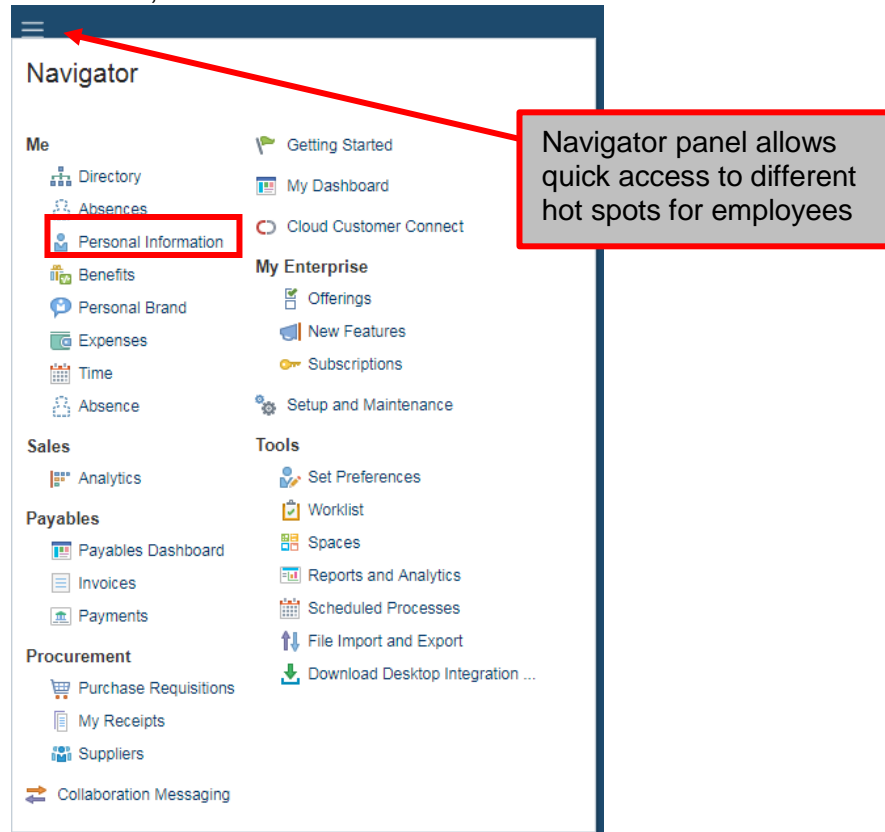 Navigator
Me
Directory
Absences
Personal Information
Benefits
Personal Brand
Expenses
Time
Absence
Sales
Analytics
Payables
Payables Dashboard
Invoices
Payments
Procurement
Purchase Requisitions
My Receipts
Suppliers
Collaboration Messaging
Getting Started
My Dashboard
Cloud Customer Connect
My Enterprise
Offerings
New Features
Subscriptions
Setup and Maintenance
Tools
Set Preferences
Worklist
Spaces
Reports and Analytics
Scheduled Processes
File Import and Export
Download Desktop Integration ...
Navigator panel allows
quick access to different
hot spots for employees